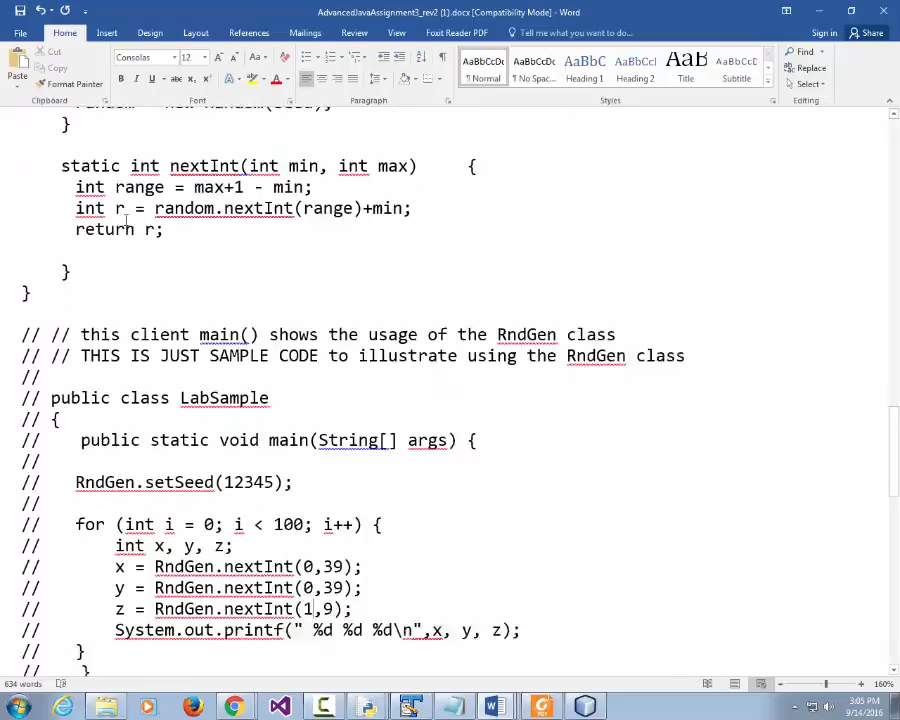 AdvancedJavaAssignment3_rev2 (1).docx [Compatibility Mode] - Word
File Home Insert Design Layout References Mailings Review View Foxit Reader PDF Tell me what you want to do... Sign in Share
Cut
Copy
Format Painter
Paste
Clipboard
Consolas 12
Font
Paragraph
AaBbCcDc AaBbCcDc AaBbC AaBbCcI AaB AaBbCcD
¶ Normal ¶ No Spac... Heading 1 Heading 2 Title Subtitle
Styles
Find
Replace
Select
Editing
}
static int nextInt(int min, int max) {
int range = max+1 - min;
int r = random.nextInt(range)+min;
return r;
}
}
// // this client main() shows the usage of the RndGen class
// // THIS IS JUST SAMPLE CODE to illustrate using the RndGen class
//
// public class LabSample
// {
// public static void main(String[] args) {
//
// RndGen.setSeed(12345);
//
// for (int i = 0; i < 100; i++) {
// int x, y, z;
// x = RndGen.nextInt(0,39);
// y = RndGen.nextInt(0,39);
// z = RndGen.nextInt(1,9);
// System.out.printf(" %d %d %d\n",x, y, z);
// }
// }
634 words
160%
3:05 PM
9/14/2016